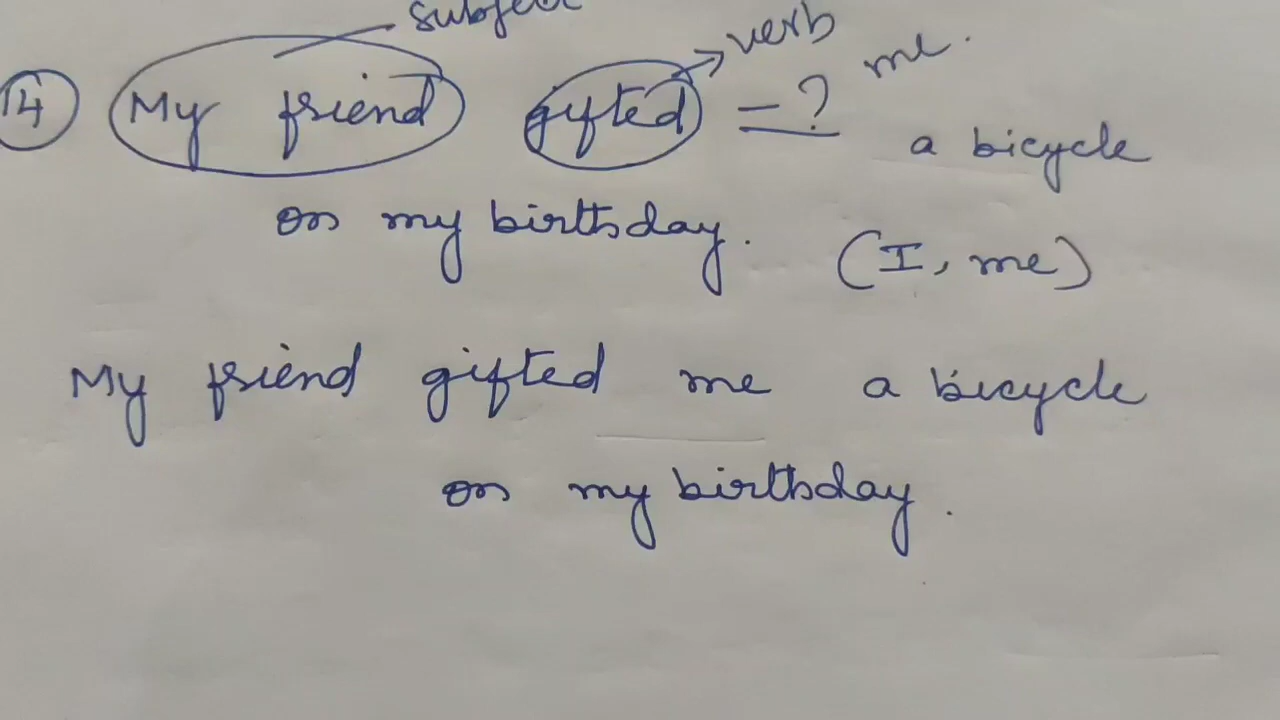 subject
verb
14 My friend gifted - ? me.
a bicycle
on my birthday.
(I, me)
My friend gifted me a bicycle
on my birthday.